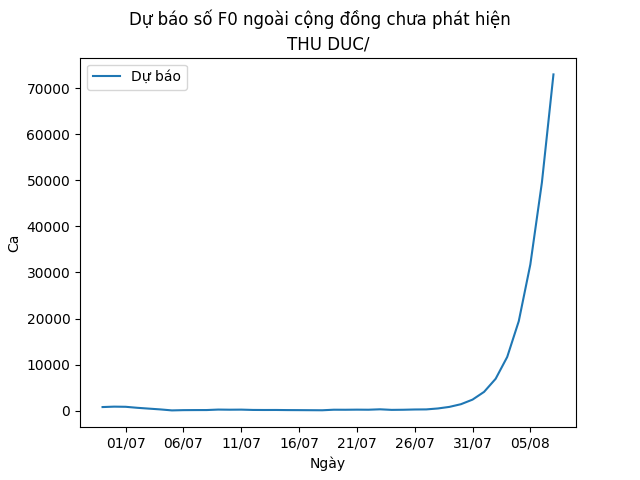 Dự báo số F0 ngoài cộng đồng chưa phát hiện
THU DUC/
Dự báo
70000
60000
50000
40000
30000
20000
10000
0
Ca
01/07 06/07 11/07 16/07 21/07 26/07 31/07 05/08
Ngày